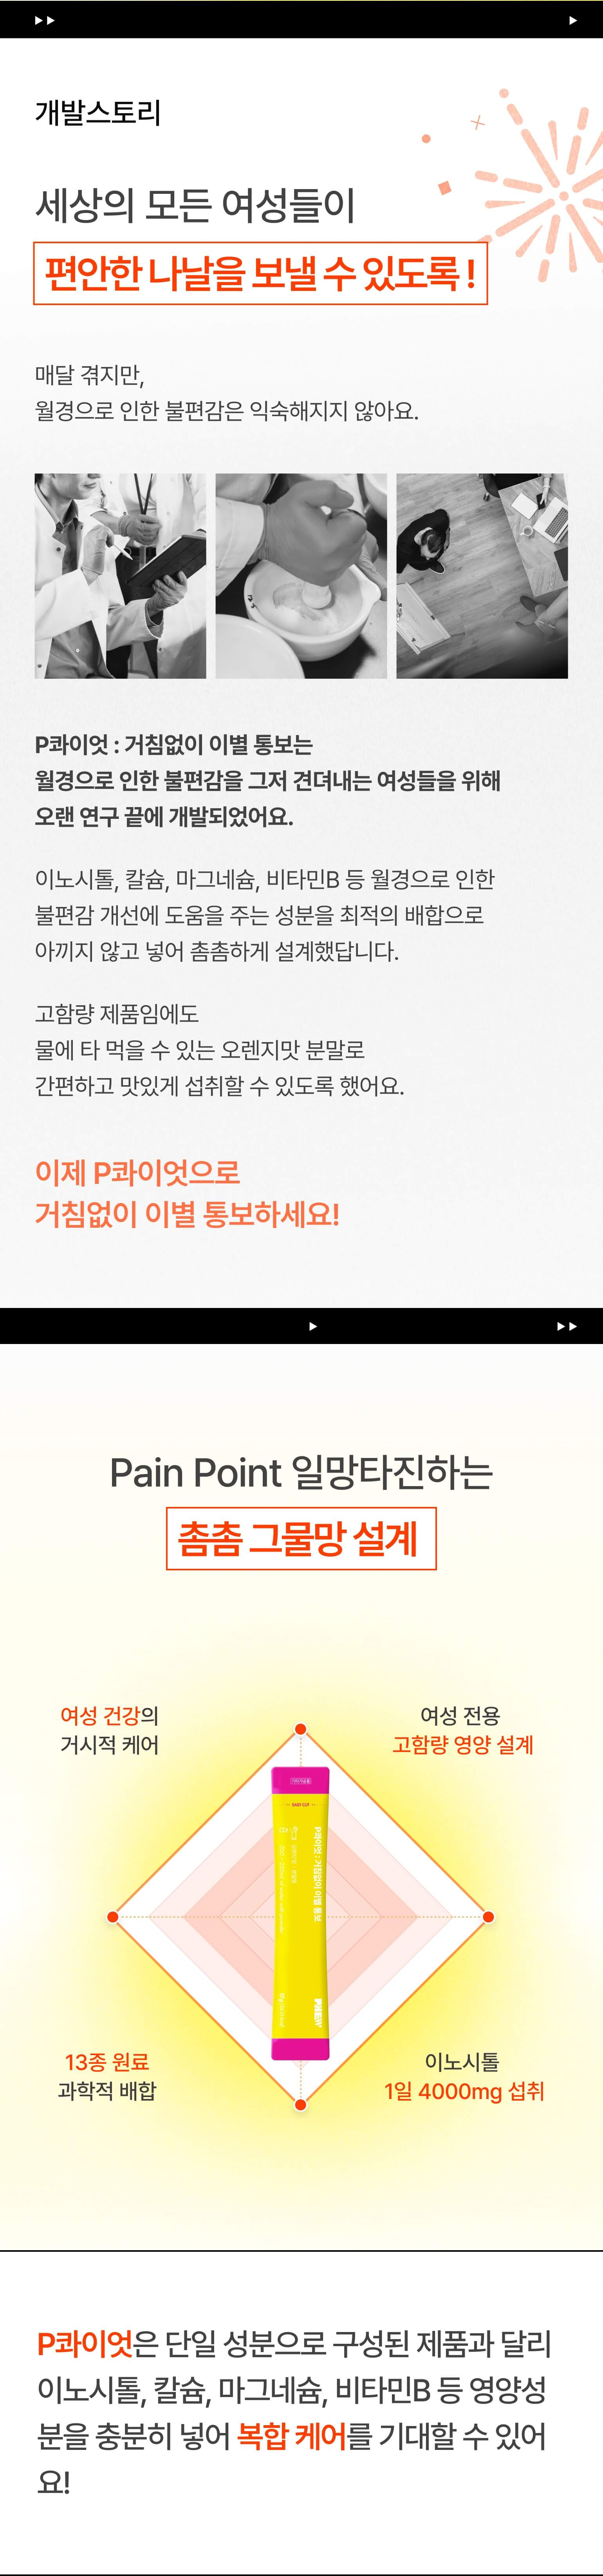 개발스토리
세상의 모든 여성들이
편안한 나날을 보낼 수 있도록!
매달 겪지만,
월경으로 인한 불편감은 익숙해지지 않아요.
P콰이엇 : 거침없이 이별 통보는
월경으로 인한 불편감을 그저 견뎌내는 여성들을 위해
오랜 연구 끝에 개발되었어요.
이노시톨, 칼슘, 마그네슘, 비타민B 등 월경으로 인한
불편감 개선에 도움을 주는 성분을 최적의 배합으로
아끼지 않고 넣어 촘촘하게 설계했답니다.
고함량 제품임에도
물에 타 먹을 수 있는 오렌지맛 분말로
간편하고 맛있게 섭취할 수 있도록 했어요.
이제 P콰이엇으로
거침없이 이별 통보하세요!
Pain Point 일망타진하는
촘촘 그물망 설계
여성 건강의
거시적 케어
여성 전용
고함량 영양 설계
EASY CUT
P콰이엇 : 거침없이 이별 통보
13종 원료
과학적 배합
이노시톨
1일 4000mg 섭취
P콰이엇은 단일 성분으로 구성된 제품과 달리
이노시톨, 칼슘, 마그네슘, 비타민B 등 영양성
분을 충분히 넣어 복합 케어를 기대할 수 있어
요!